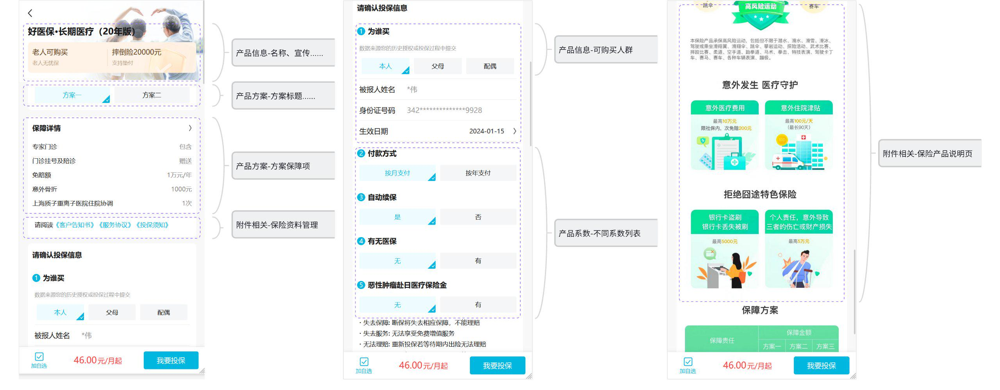 好医保·长期医疗（20年版）
老人可购买
老人无忧保
摔倒险20000元
支持垫付
方案一
方案二
保障详情
专家门诊 包含
门诊挂号及陪诊 赠送
免赔额 1万元/年
意外骨折 1000元
上海质子重离子医院住院协调 1次
请阅读《客户告知书》《服务协议》《投保须知》
请确认投保信息
1 为谁买
数据来源您的历史授权或投保过程中提交
本人 父母 配偶
被报人姓名 *伟
加自选
46.00元/月起
我要投保
产品信息-名称、宣传......
产品方案-方案标题......
产品方案-方案保障项
附件相关-保险资料管理
请确认投保信息
1 为谁买
数据来源您的历史授权或投保过程中提交
本人 父母 配偶
被报人姓名 *伟
身份证号码 342**************9928
生效日期 2024-01-15
2 付款方式
按月支付 按年支付
3 自动续保
是 否
4 有无医保
无 有
5 恶性肿瘤赴日医疗保险金
无 有
· 失去保障: 断保将失去相应保障，不能理赔
· 失去服务: 无法享受免费增值服务
· 无法理赔: 重新投保若等待期内出险无法理赔
加自选
46.00元/月起
我要投保
产品信息-可购买人群
产品系数-不同系数列表
跳伞
高风险运动
赛车
本保险产品承保高风险运动，包括但不限于潜水、滑水、滑雪、滑冰、
驾驶或乘坐滑翔翼、滑翔伞、跳伞、攀岩运动、探险活动、武术比赛、
摔跤比赛、柔道、空手道、跆拳道、马术、拳击、特技表演、驾驶卡丁
车、赛马、赛车、各种车辆表演、蹦极。
意外发生 医疗守护
意外医疗费用
最高10万元
限社保内，次免赔200元
意外住院津贴
最高100元/天
（最长90天）
100
拒绝囧途特色保险
银行卡盗刷
银行卡丢失被刷
最高5000元
个人责任，意外导致
三者的伤亡或财产损失
最高5万元
保障方案
保障责任
保障金额
方案一 方案二 方案三
加自选
46.00元/月起
我要投保
附件相关-保险产品说明页